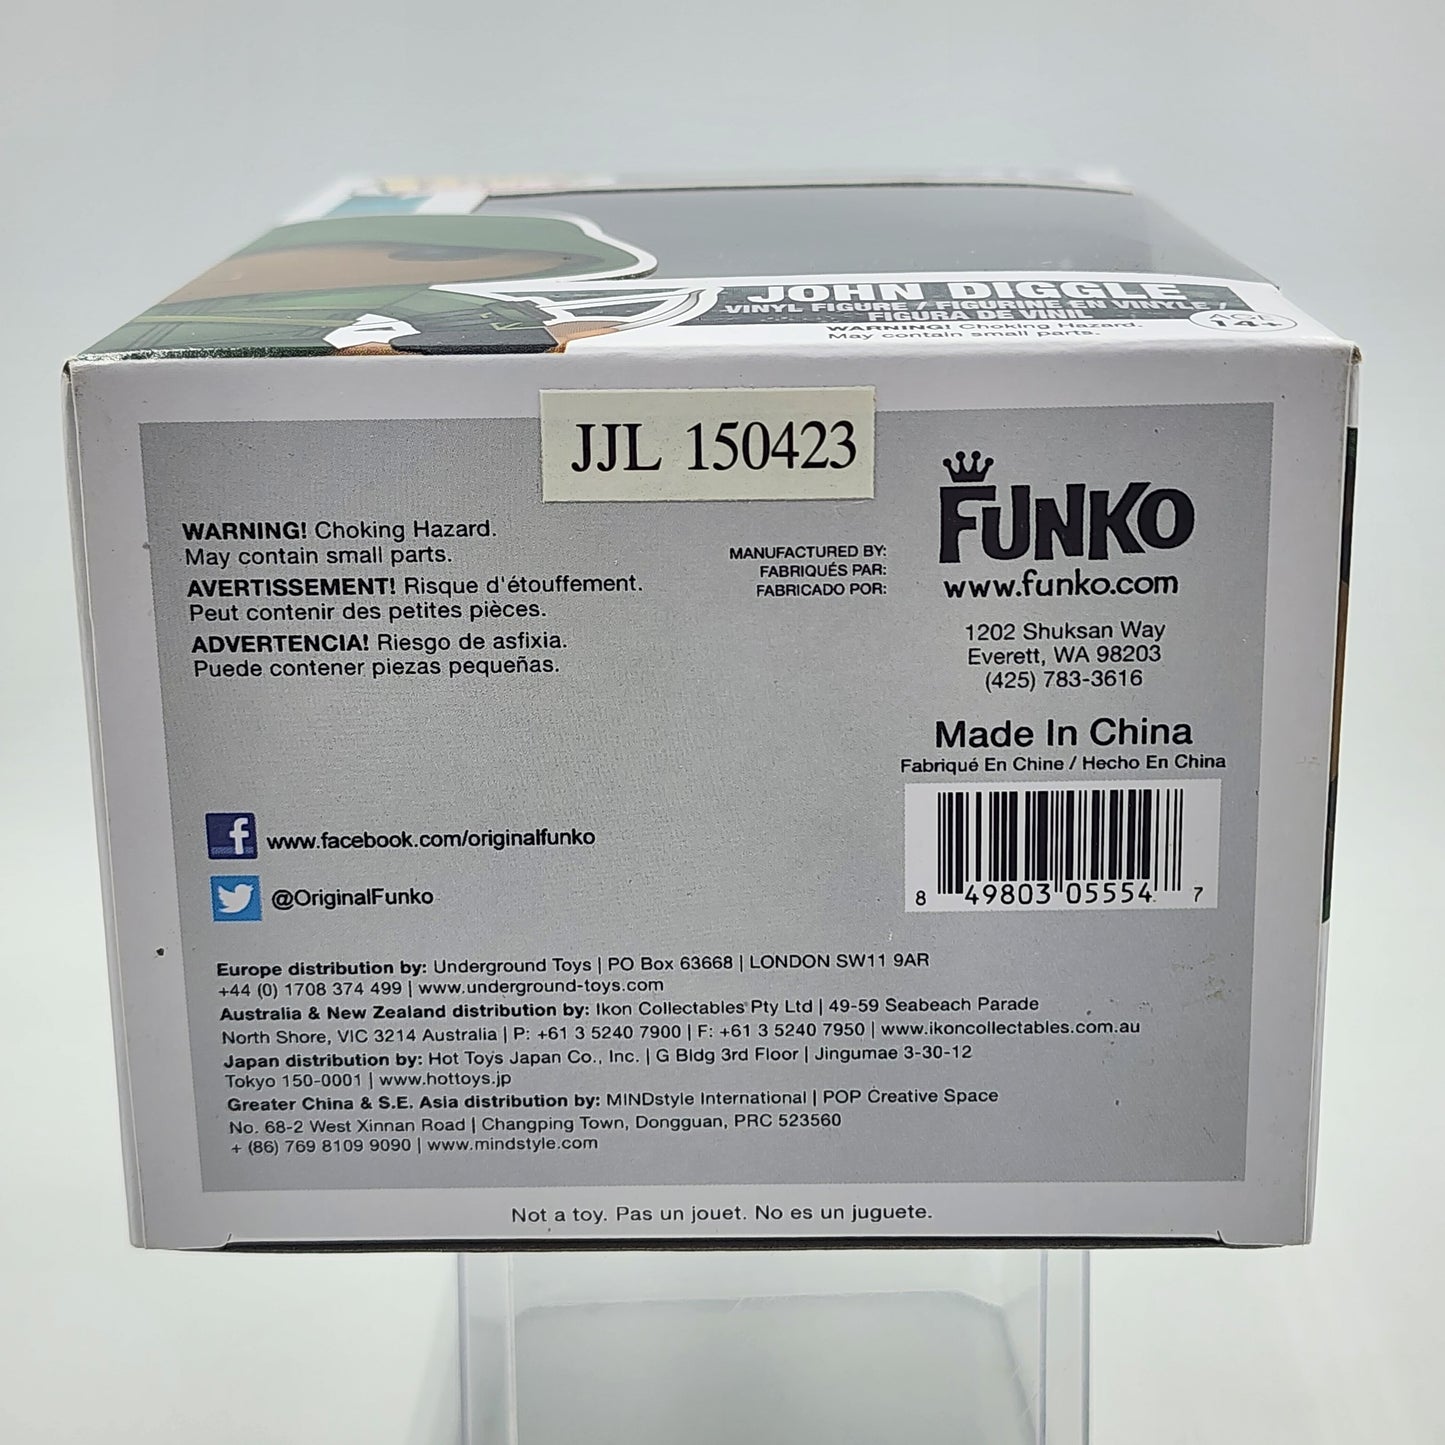 JOHN DIGGLE
VINYL FIGURE / FIGURINE EN VINYLE /
FIGURA DE VINIL
WARNING! Choking Hazard.
May contain small parts.
AGE
14+
JJL 150423
WARNING! Choking Hazard.
May contain small parts.
AVERTISSEMENT! Risque d'étouffement.
Peut contenir des petites pièces.
ADVERTENCIA! Riesgo de asfixia.
Puede contener piezas pequeñas.
MANUFACTURED BY:
FABRIQUÉS PAR:
FABRICADO POR:
FUNKO
www.funko.com
1202 Shuksan Way
Everett, WA 98203
(425) 783-3616
Made In China
Fabriqué En Chine / Hecho En China
8 49803 05554 7
www.facebook.com/originalfunko
@OriginalFunko
Europe distribution by: Underground Toys | PO Box 63668 | LONDON SW11 9AR
+44 (0) 1708 374 499 | www.underground-toys.com
Australia & New Zealand distribution by: Ikon Collectables Pty Ltd | 49-59 Seabeach Parade
North Shore, VIC 3214 Australia | P: +61 3 5240 7900 | F: +61 3 5240 7950 | www.ikoncollectables.com.au
Japan distribution by: Hot Toys Japan Co., Inc. | G Bldg 3rd Floor | Jingumae 3-30-12
Tokyo 150-0001 | www.hottoys.jp
Greater China & S.E. Asia distribution by: MINDstyle International | POP Creative Space
No. 68-2 West Xinnan Road | Changping Town, Dongguan, PRC 523560
+ (86) 769 8109 9090 | www.mindstyle.com
Not a toy. Pas un jouet. No es un juguete.